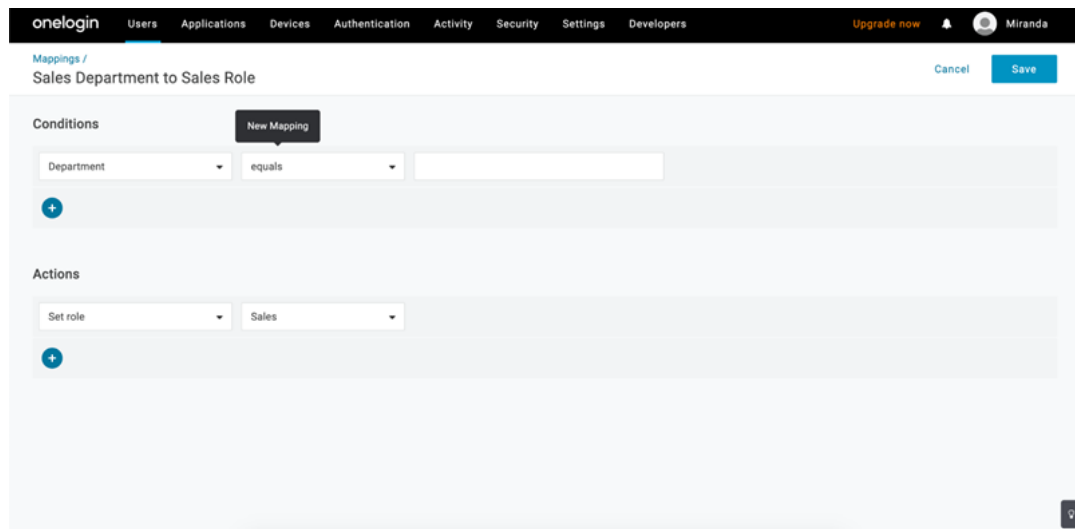 onelogin Users Applications Devices Authentication Activity Security Settings Developers Upgrade now Miranda
Mappings /
Sales Department to Sales Role
Cancel Save
Conditions
New Mapping
Department equals
Actions
Set role Sales